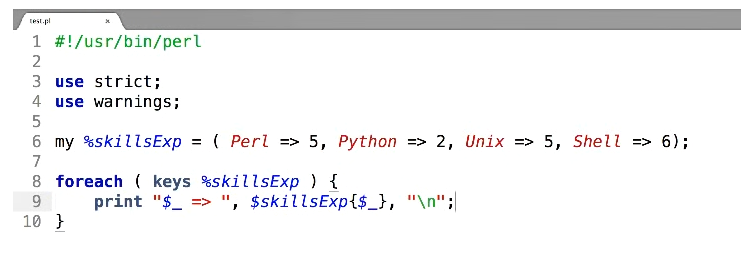 test.pl x
1 #!/usr/bin/perl
2
3 use strict;
4 use warnings;
5
6 my %skillsExp = ( Perl => 5, Python => 2, Unix => 5, Shell => 6);
7
8 foreach ( keys %skillsExp ) {
9     print "$_ => ", $skillsExp{$_}, "\n";
10 }